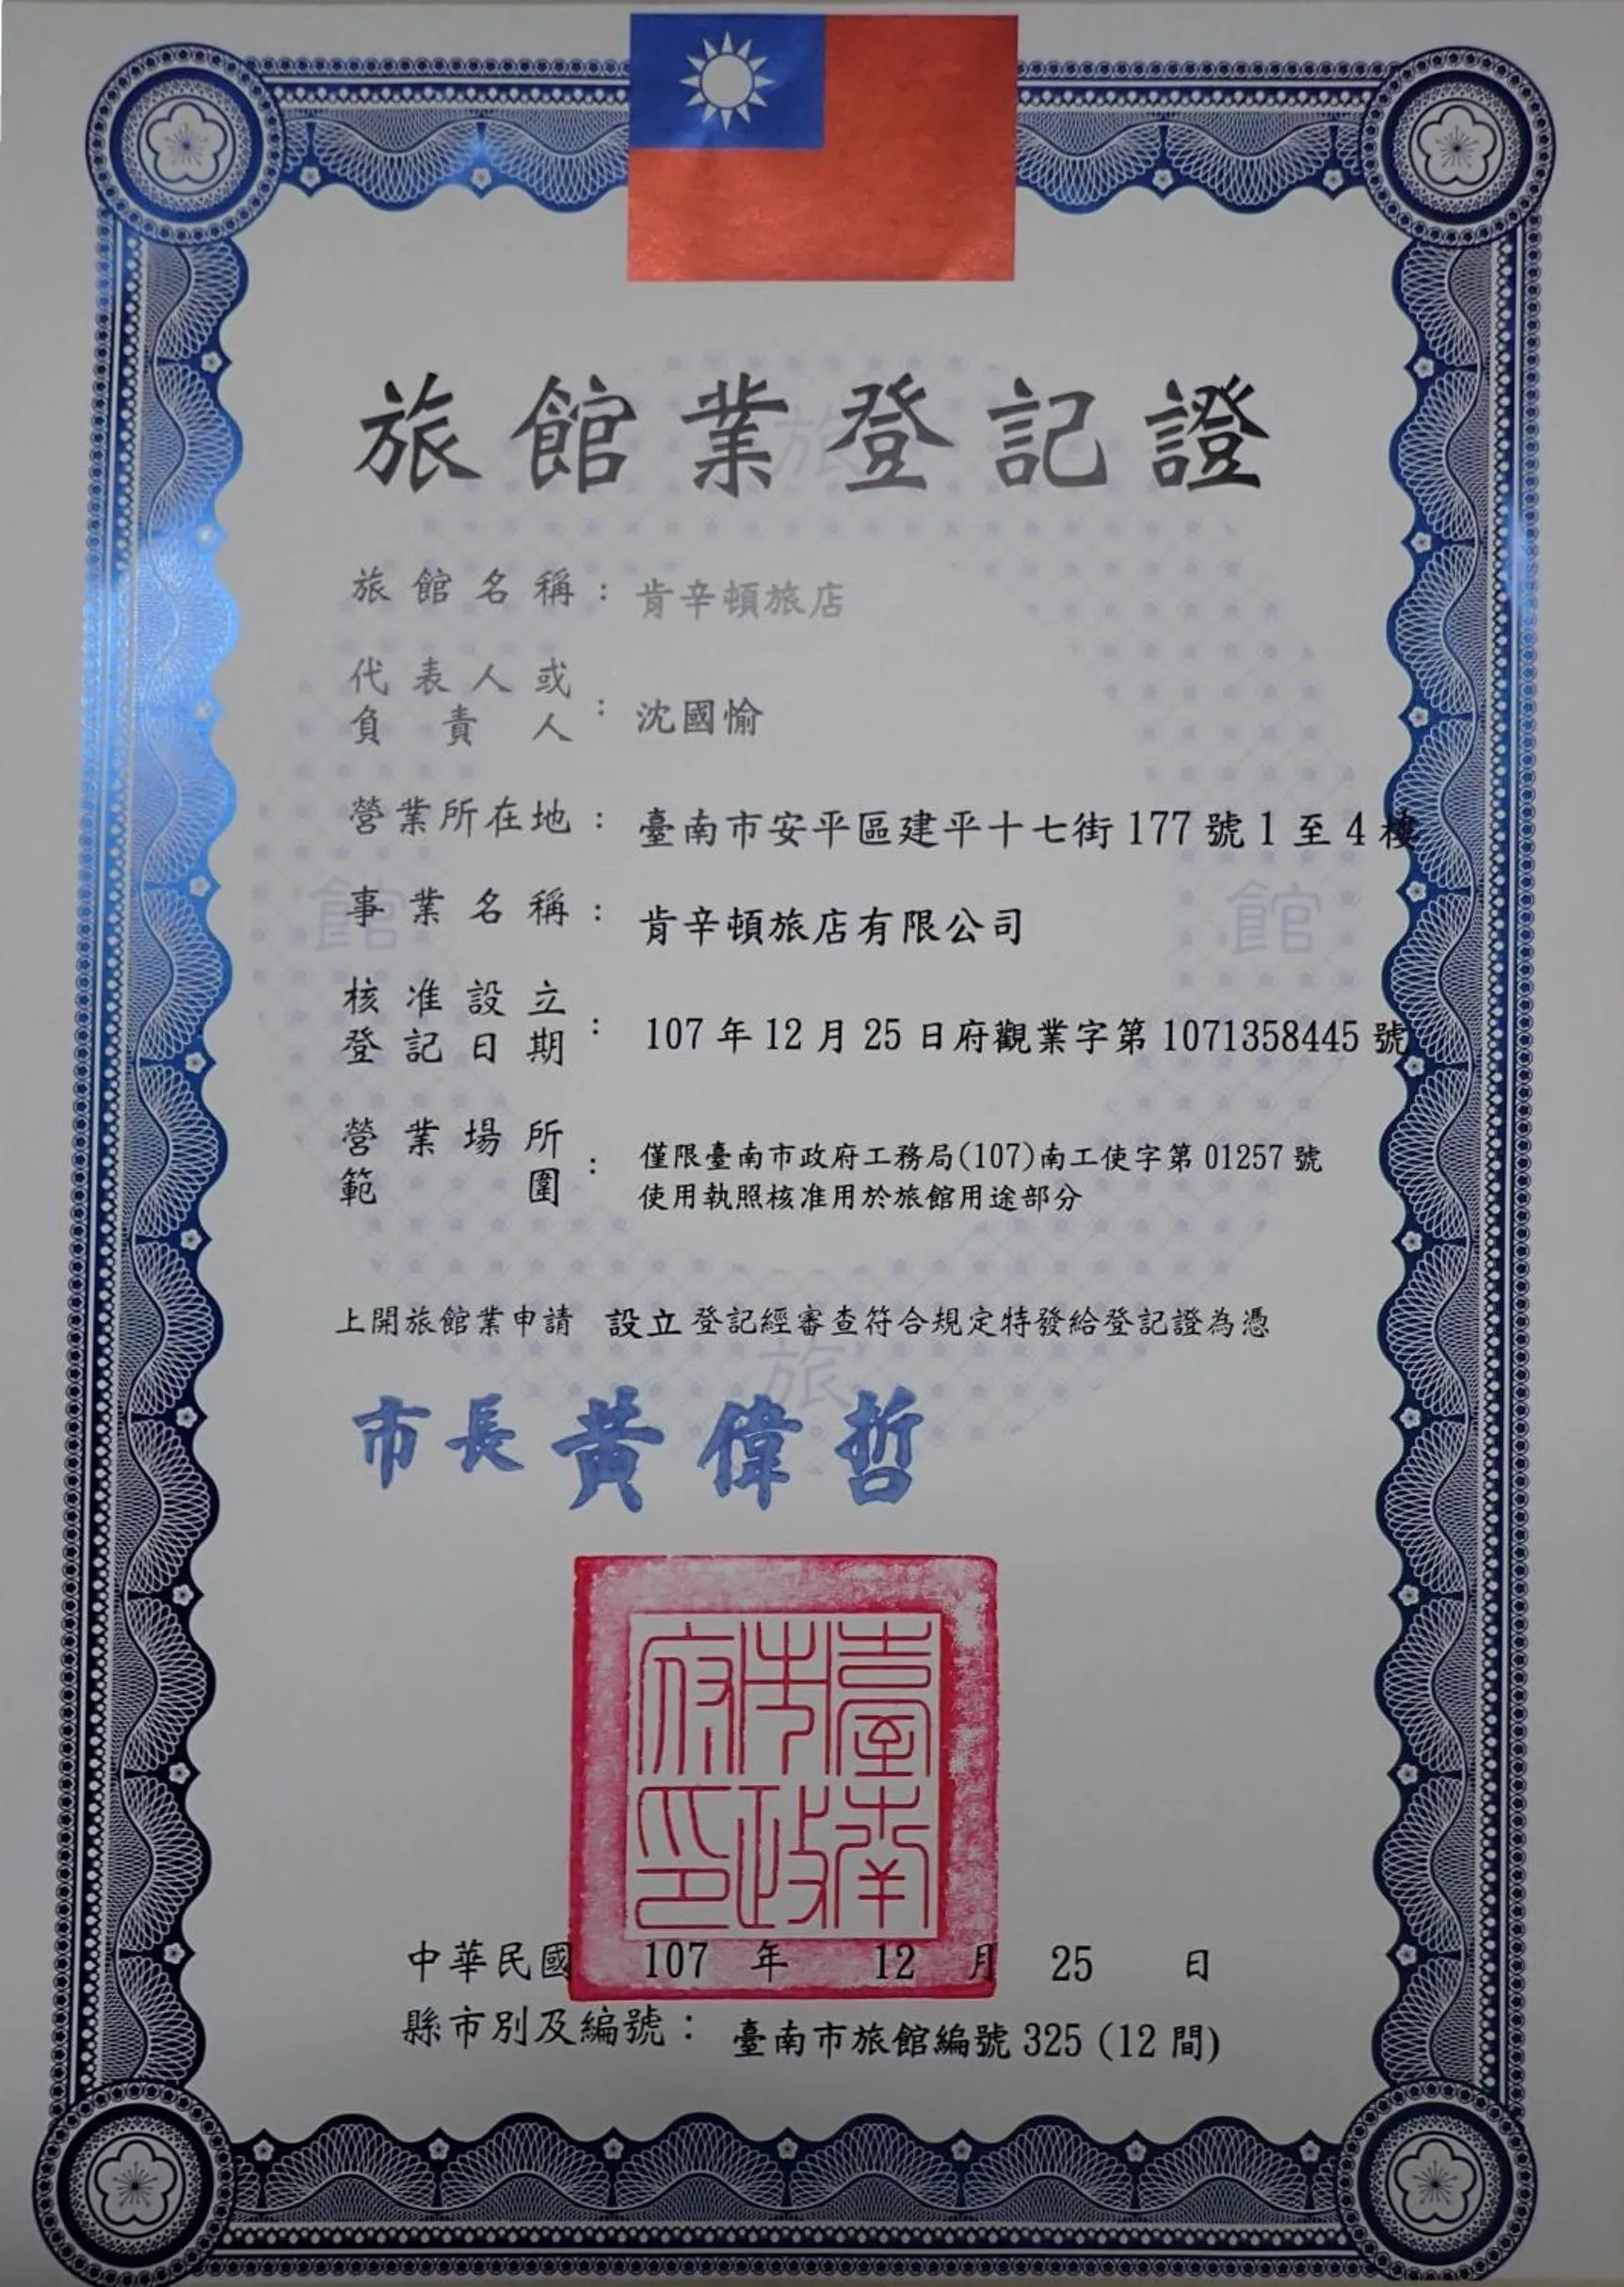 旅館業登記證
旅館名稱：肯辛頓旅店
代表人或
負責人：沈國愉
營業所在地：臺南市安平區建平十七街177號1至4樓
事業名稱：肯辛頓旅店有限公司
核准設立
登記日期：107年12月25日府觀業字第1071358445號
營業場所
範圍：僅限臺南市政府工務局(107)南工使字第01257號
使用執照核准用於旅館用途部分
上開旅館業申請 設立登記經審查符合規定特發給登記證為憑
市長黃偉哲
臺南市政府印
中華民國 107 年 12 月 25 日
縣市別及編號：臺南市旅館編號325(12間)
旅
館
館
旅